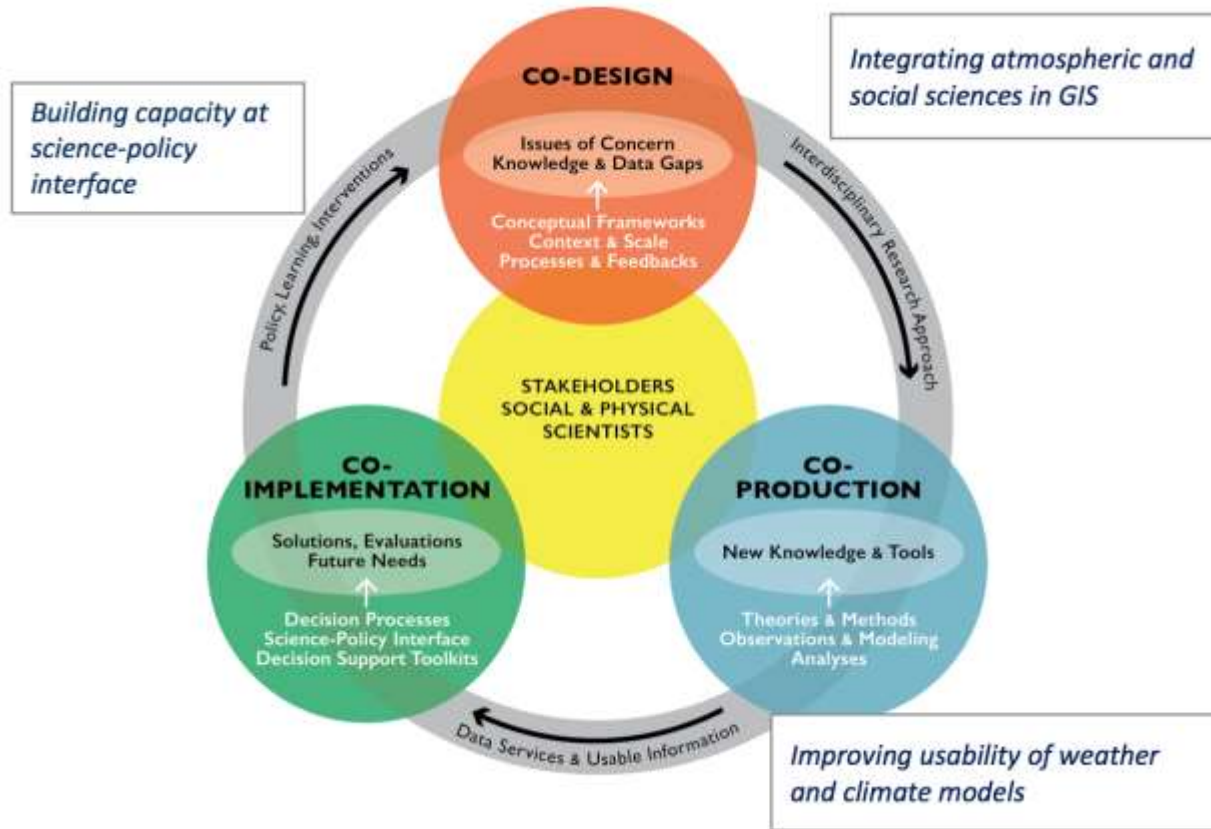 CO-DESIGN
Issues of Concern
Knowledge & Data Gaps
Conceptual Frameworks
Context & Scale
Processes & Feedbacks
Integrating atmospheric and
social sciences in GIS
Building capacity at
science-policy
interface
Policy, Learning, Interventions
Interdisciplinary Research Approach
STAKEHOLDERS
SOCIAL & PHYSICAL
SCIENTISTS
CO-
IMPLEMENTATION
Solutions, Evaluations
Future Needs
Decision Processes
Science-Policy Interface
Decision Support Toolkits
CO-
PRODUCTION
New Knowledge & Tools
Theories & Methods
Observations & Modeling
Analyses
Data Services & Usable Information
Improving usability of weather
and climate models